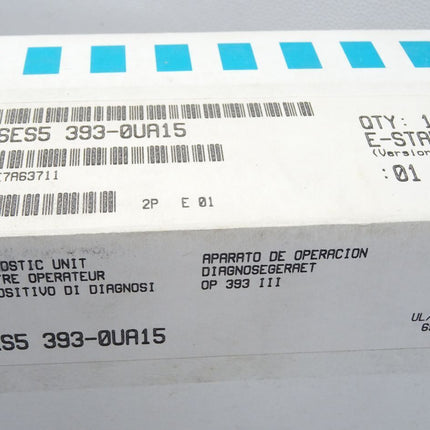 6ES5 393-0UA15
QTY: 1
E-STA
(Version
:01
E7A63711
2P E 01
OSTIC UNIT
TRE OPERATEUR
OSITIVO DI DIAGNOSI
APARATO DE OPERACION
DIAGNOSEGERAET
OP 393 III
ES5 393-0UA15
UL/